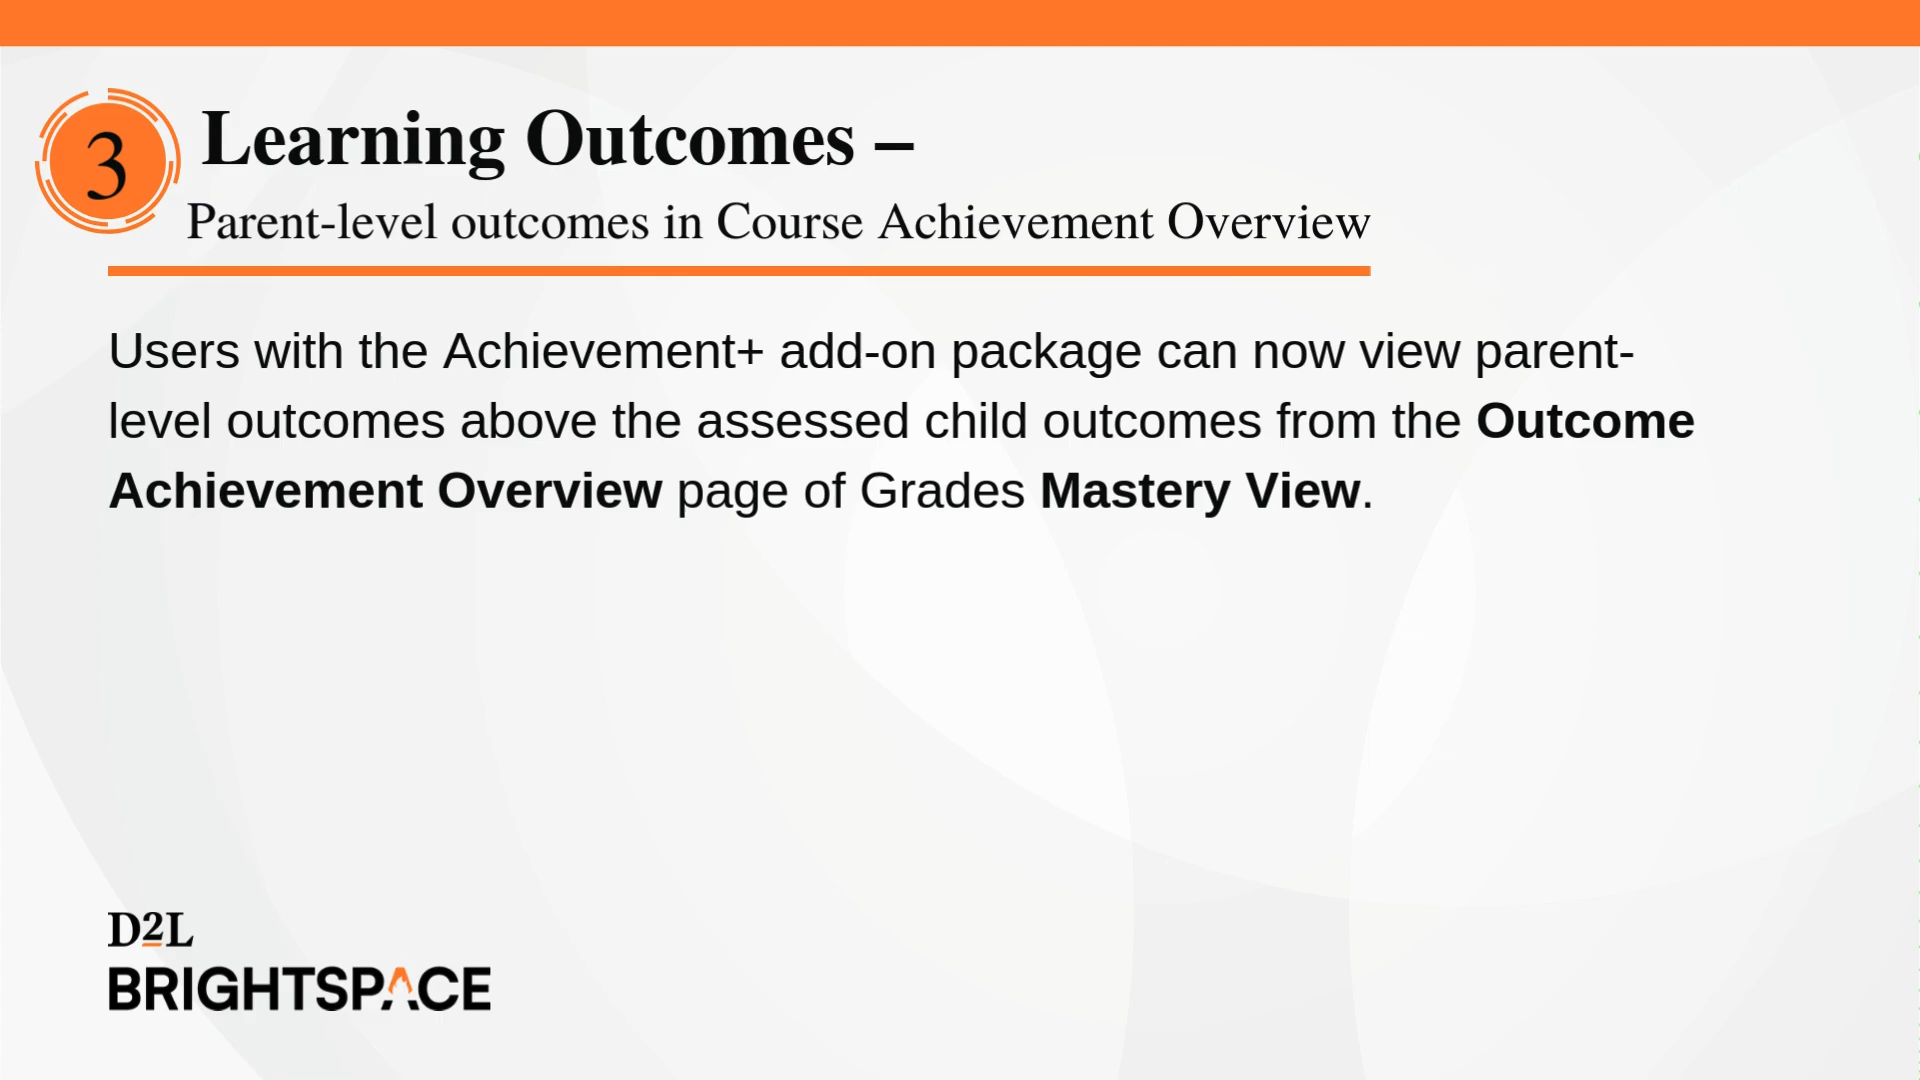 3
Learning Outcomes –
Parent-level outcomes in Course Achievement Overview
Users with the Achievement+ add-on package can now view parent-
level outcomes above the assessed child outcomes from the Outcome
Achievement Overview page of Grades Mastery View.
D2L
BRIGHTSPACE